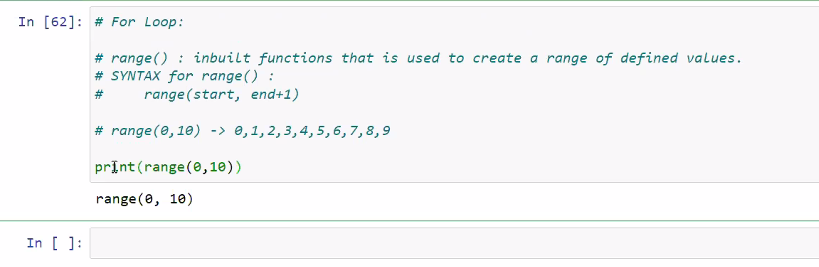 In [62]: # For Loop:
# range() : inbuilt functions that is used to create a range of defined values.
# SYNTAX for range() :
#     range(start, end+1)
# range(0,10) -> 0,1,2,3,4,5,6,7,8,9
print(range(0,10))
range(0, 10)
In [ ]: